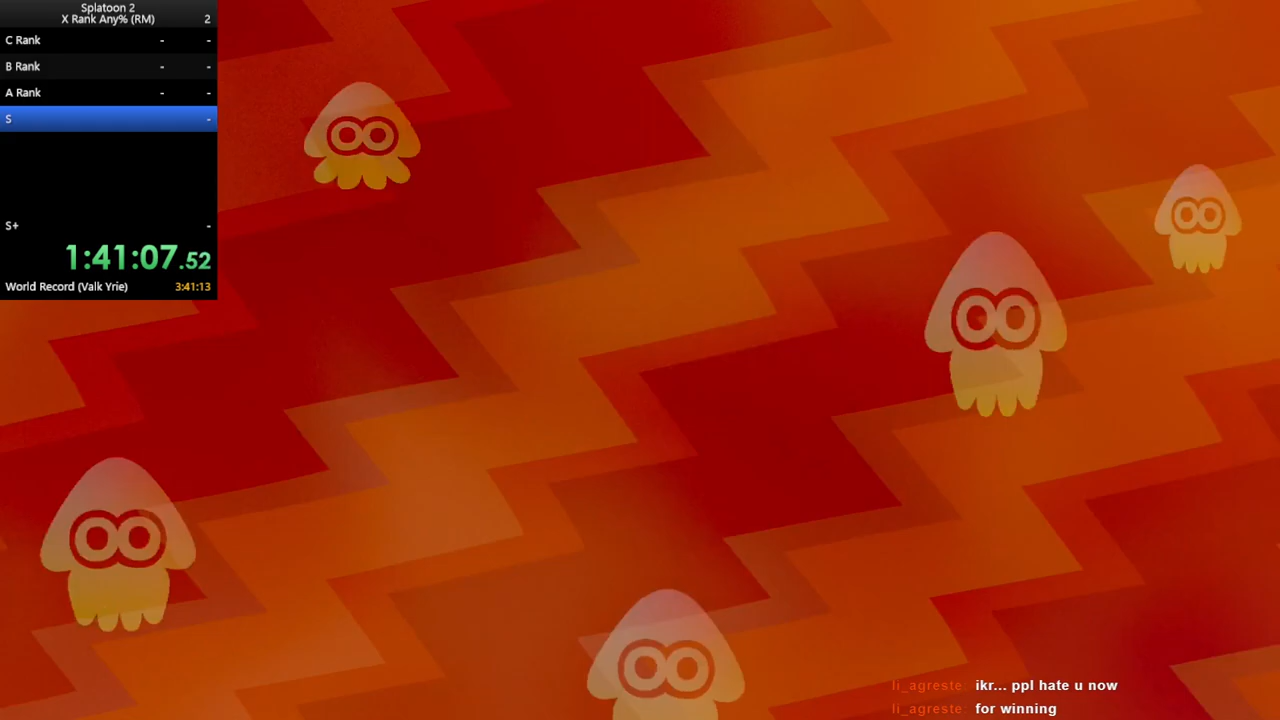 Splatoon 2
X Rank Any% (RM) 2
C Rank - -
B Rank - -
A Rank - -
S -
S+ -
1:41:07.52
World Record (Valk Yrie) 3:41:13
li_agreste: ikr... ppl hate u now
li_agreste: for winning